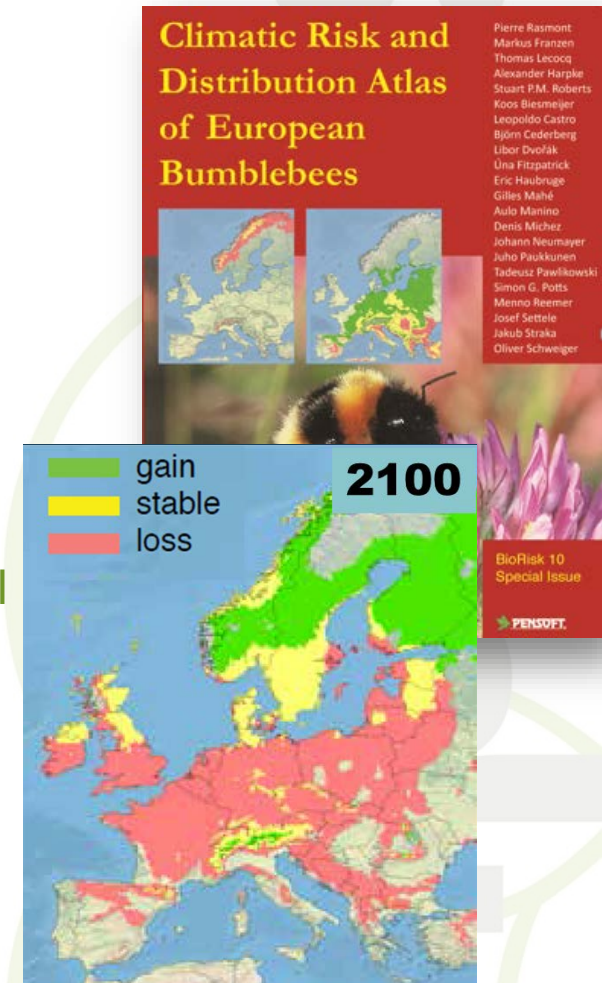 Climatic Risk and
Distribution Atlas
of European
Bumblebees
Pierre Rasmont
Markus Franzen
Thomas Lecocq
Alexander Harpke
Stuart P.M. Roberts
Koos Biesmeijer
Leopoldo Castro
Björn Cederberg
Libor Dvořák
Úna Fitzpatrick
Eric Haubruge
Gilles Mahé
Aulo Manino
Denis Michez
Johann Neumayer
Juho Paukkunen
Tadeusz Pawlikowski
Simon G. Potts
Menno Reemer
Josef Settele
Jakub Straka
Oliver Schweiger
BioRisk 10
Special Issue
PENSOFT.
gain
stable
loss
2100